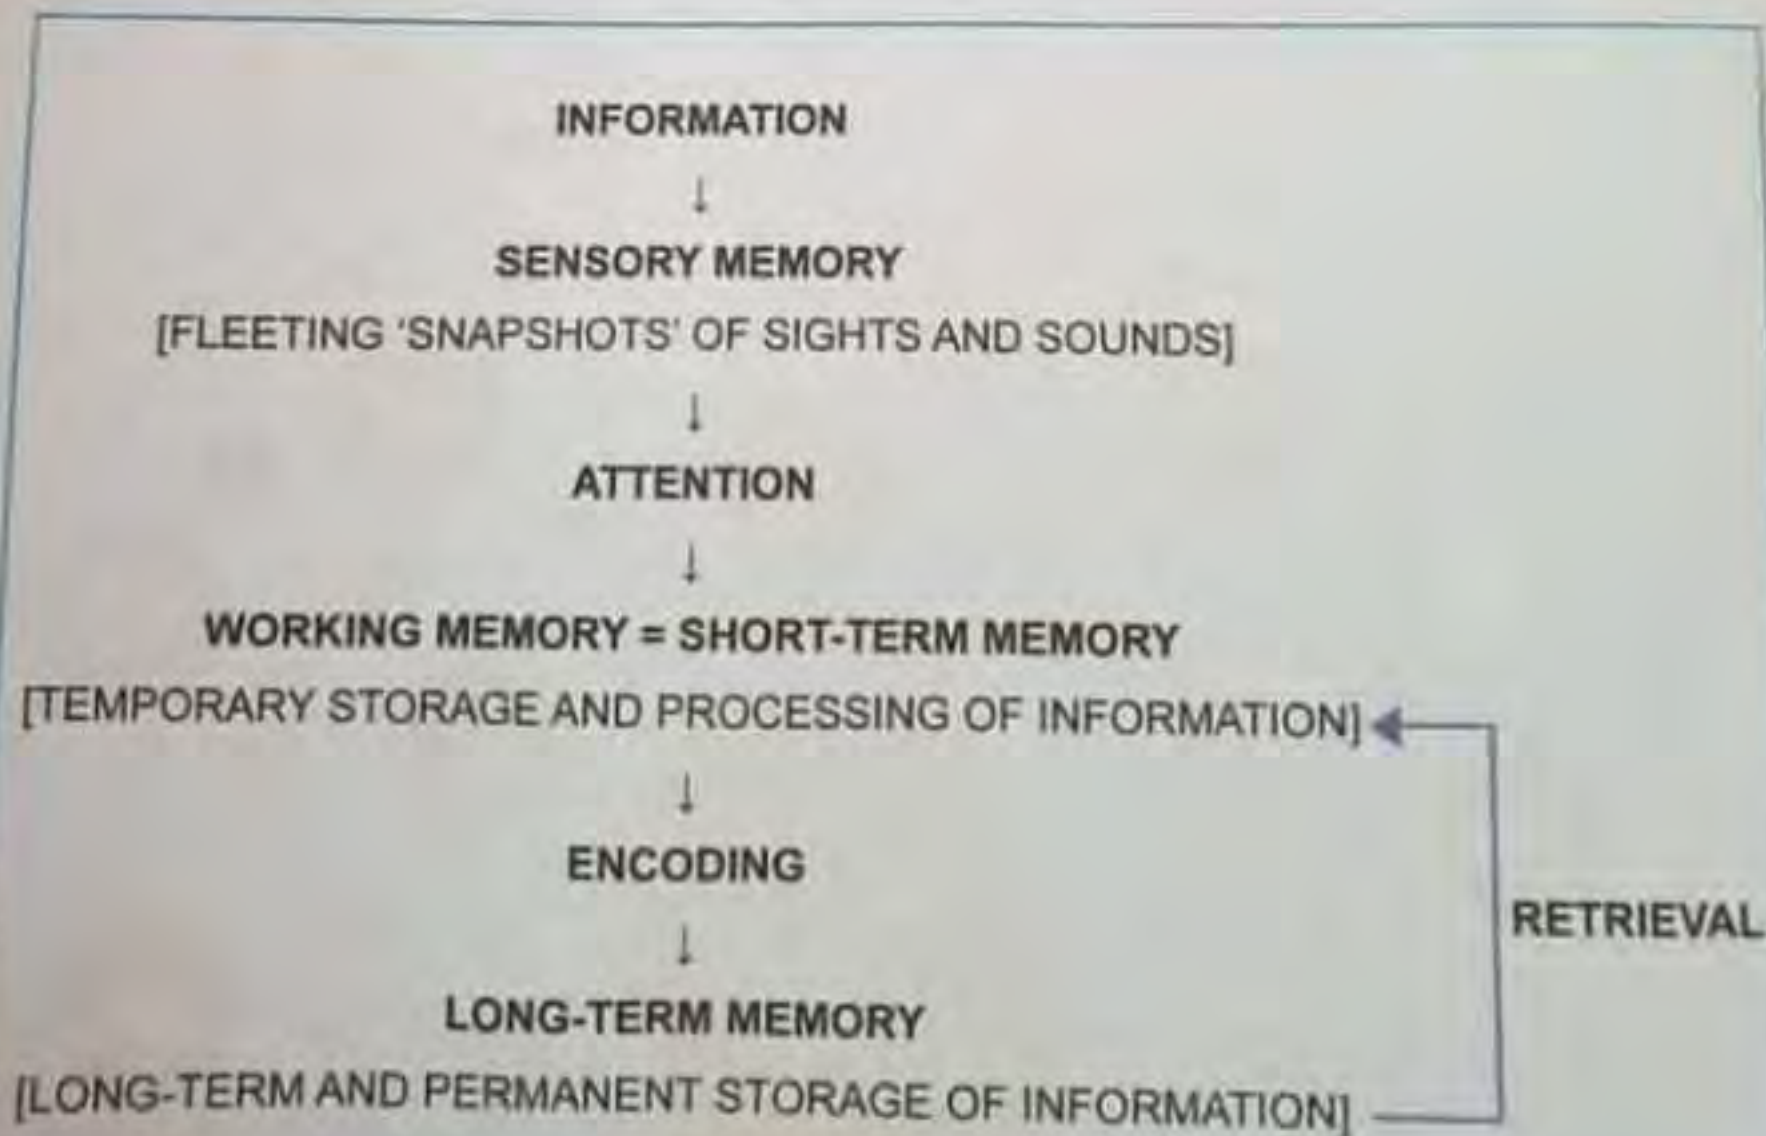 INFORMATION
↓
SENSORY MEMORY
[FLEETING ‘SNAPSHOTS’ OF SIGHTS AND SOUNDS]
↓
ATTENTION
↓
WORKING MEMORY = SHORT-TERM MEMORY
[TEMPORARY STORAGE AND PROCESSING OF INFORMATION]
↓
ENCODING
↓
RETRIEVAL
LONG-TERM MEMORY
[LONG-TERM AND PERMANENT STORAGE OF INFORMATION]